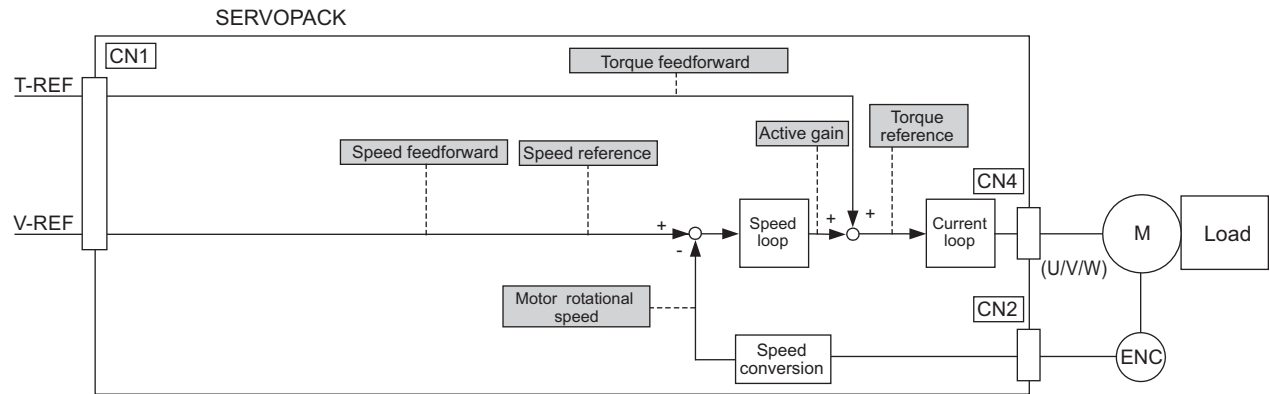 SERVOPACK
CN1
T-REF
Torque feedforward
Active gain
Torque
reference
Speed feedforward
Speed reference
CN4
V-REF
+
-
Speed
loop
+
+
Current
loop
(U/V/W)
M
Load
Motor rotational
speed
CN2
Speed
conversion
ENC